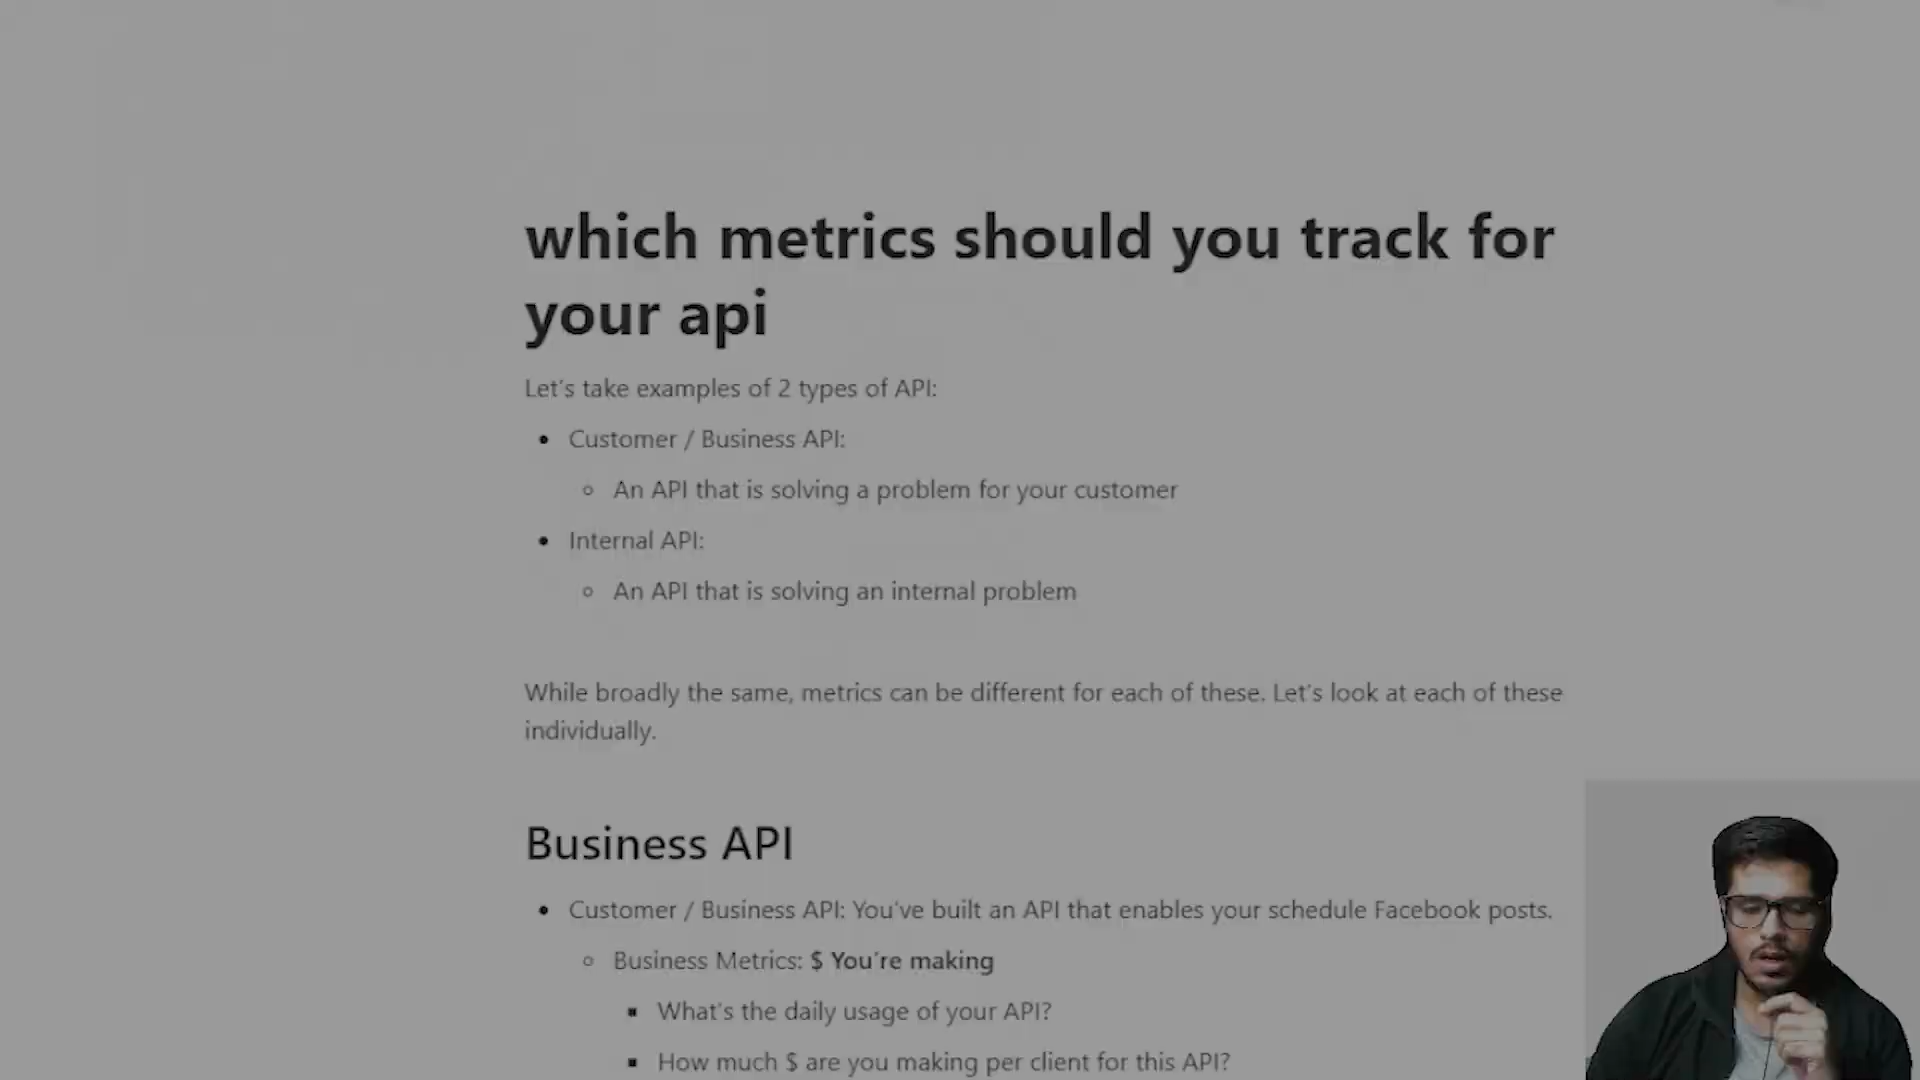 which metrics should you track for
your api
Let's take examples of 2 types of API:
Customer / Business API:
An API that is solving a problem for your customer
Internal API:
An API that is solving an internal problem
While broadly the same, metrics can be different for each of these. Let's look at each of these
individually.
Business API
Customer / Business API: You've built an API that enables your schedule Facebook posts.
Business Metrics: $ You're making
What's the daily usage of your API?
How much $ are you making per client for this API?